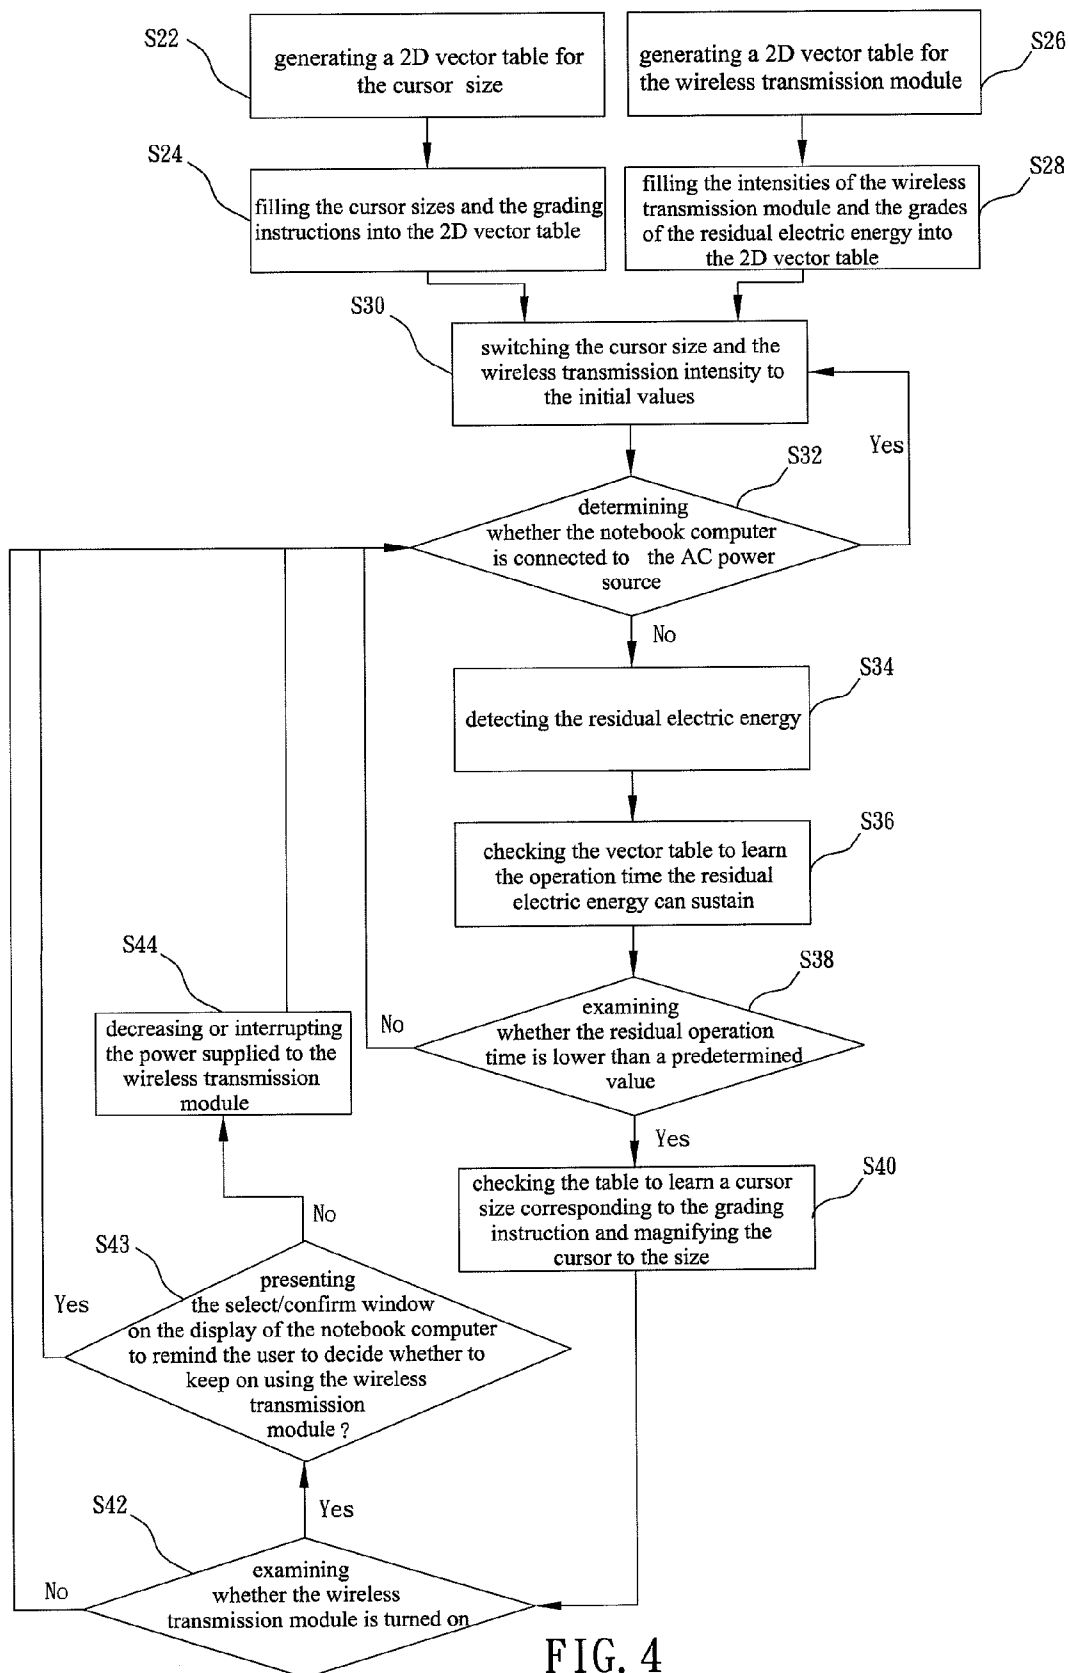 S22
generating a 2D vector table for
the cursor size
S26
generating a 2D vector table for
the wireless transmission module
S24
filling the cursor sizes and the grading
instructions into the 2D vector table
S28
filling the intensities of the wireless
transmission module and the grades
of the residual electric energy into
the 2D vector table
S30
switching the cursor size and the
wireless transmission intensity to
the initial values
Yes
S32
determining
whether the notebook computer
is connected to the AC power
source
No
S34
detecting the residual electric energy
S36
checking the vector table to learn
the operation time the residual
electric energy can sustain
S38
examining
whether the residual operation
time is lower than a predetermined
value
No
Yes
S44
decreasing or interrupting
the power supplied to the
wireless transmission
module
S40
checking the table to learn a cursor
size corresponding to the grading
instruction and magnifying the
cursor to the size
No
S43
Yes
presenting
the select/confirm window
on the display of the notebook computer
to remind the user to decide whether to
keep on using the wireless
transmission
module?
S42
Yes
No
examining
whether the wireless
transmission module is turned on
FIG. 4